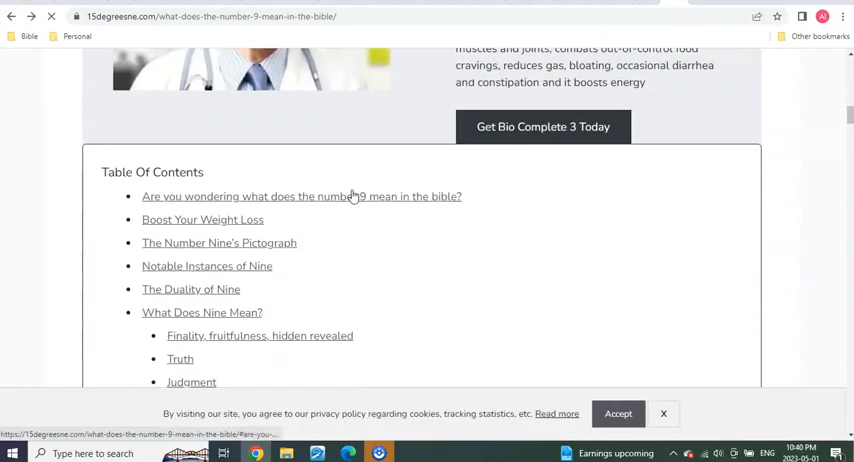 15degreesne.com/what-does-the-number-9-mean-in-the-bible/
AI
Bible
Personal
Other bookmarks
muscles and joints, combats out-of-control food
cravings, reduces gas, bloating, occasional diarrhea
and constipation and it boosts energy
Get Bio Complete 3 Today
Table Of Contents
Are you wondering what does the number 9 mean in the bible?
Boost Your Weight Loss
The Number Nine's Pictograph
Notable Instances of Nine
The Duality of Nine
What Does Nine Mean?
Finality, fruitfulness, hidden revealed
Truth
Judgment
By visiting our site, you agree to our privacy policy regarding cookies, tracking statistics, etc. Read more
Accept
X
https://15degreesne.com/what-does-the-number-9-mean-in-the-bible/#are-you-...
Type here to search
Earnings upcoming
ENG
10:40 PM
2023-05-01
1